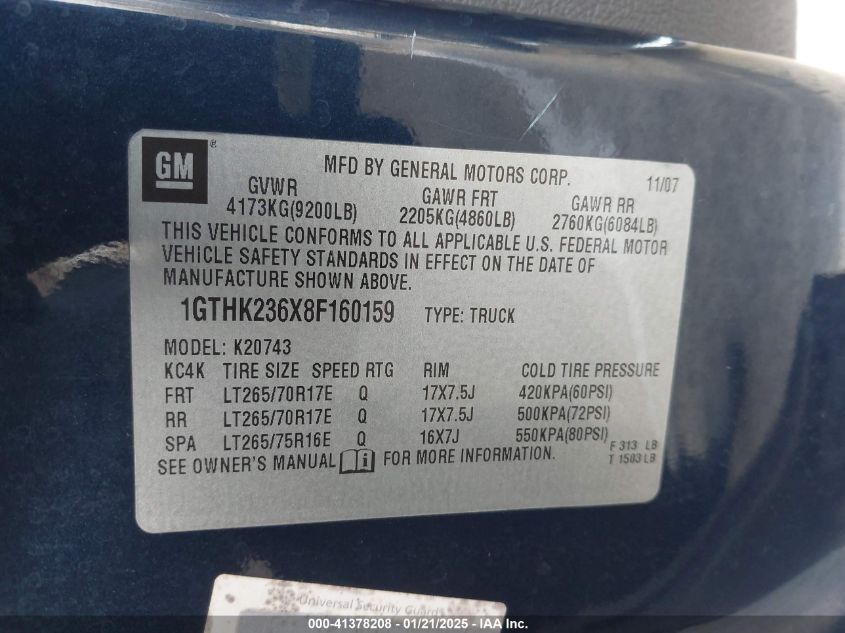 GM ®
MFD BY GENERAL MOTORS CORP. 11/07
GVWR GAWR FRT GAWR RR
4173KG(9200LB) 2205KG(4860LB) 2760KG(6084LB)
THIS VEHICLE CONFORMS TO ALL APPLICABLE U.S. FEDERAL MOTOR
VEHICLE SAFETY STANDARDS IN EFFECT ON THE DATE OF
MANUFACTURE SHOWN ABOVE.
1GTHK236X8F160159 TYPE: TRUCK
MODEL: K20743
KC4K TIRE SIZE SPEED RTG RIM COLD TIRE PRESSURE
FRT LT265/70R17E Q 17X7.5J 420KPA(60PSI)
RR LT265/70R17E Q 17X7.5J 500KPA(72PSI)
SPA LT265/75R16E Q 16X7J 550KPA(80PSI)
F 313 LB
T 1503 LB
SEE OWNER'S MANUAL i FOR MORE INFORMATION.
Universal Security Guard
000-41378208 - 01/21/2025 - IAA Inc.